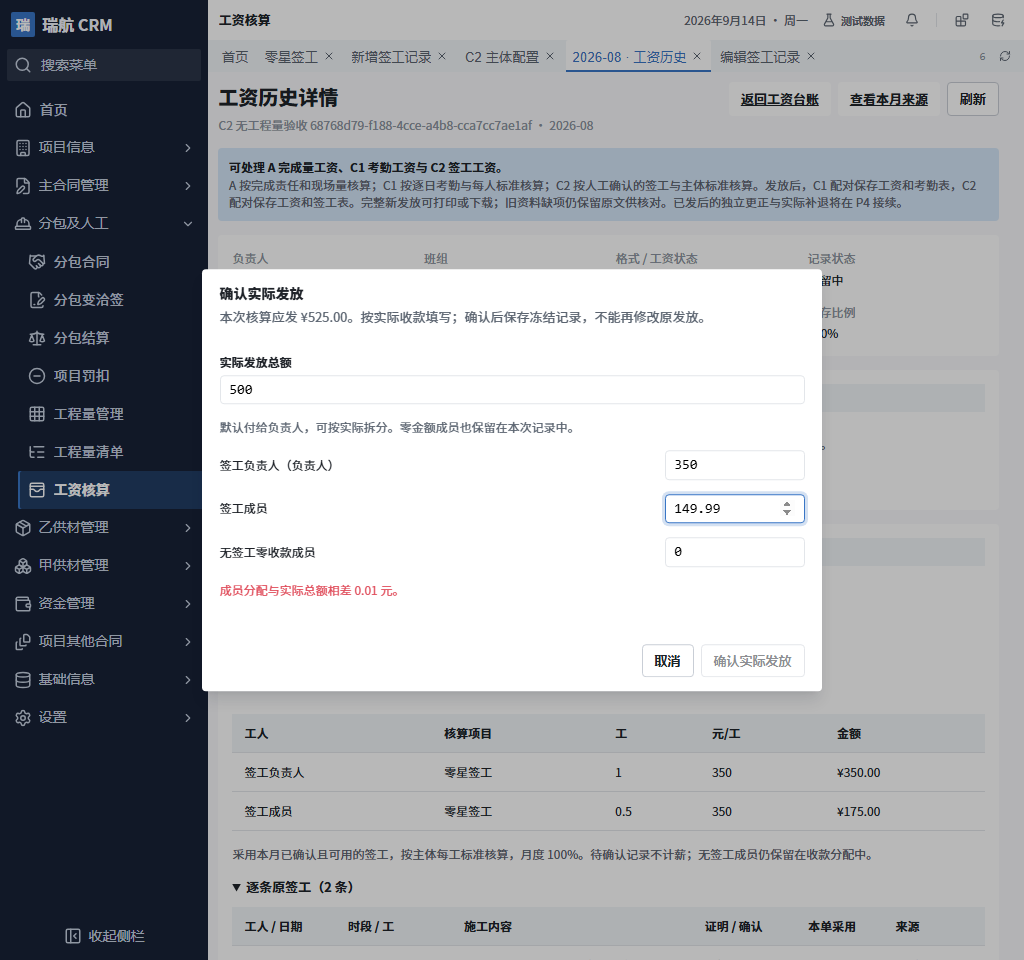 瑞 瑞航 CRM
搜索菜单
首页
项目信息
主合同管理
分包及人工
分包合同
分包变洽签
分包结算
项目罚扣
工程量管理
工程量清单
工资核算
乙供材管理
甲供材管理
资金管理
项目其他合同
基础信息
设置
收起侧栏
工资核算
2026年9月14日 · 周一 测试数据
首页 零星签工 × 新增签工记录 × C2 主体配置 × 2026-08 · 工资历史 × 编辑签工记录 × 6
工资历史详情
返回工资台账 查看本月来源 刷新
C2 无工程量验收 68768d79-f188-4cce-a4b8-cca7cc7ae1af · 2026-08
可处理 A 完成量工资、C1 考勤工资与 C2 签工工资。
A 按完成责任和现场量核算；C1 按逐日考勤与每人标准核算；C2 按人工确认的签工与主体标准核算。发放后，C1 配对保存工资和考勤表，C2
配对保存工资和签工表。完整新发放可打印或下载；旧资料缺项仍保留原文供核对。已发后的独立更正与实际补退将在 P4 接续。
负责人 班组 格式 / 工资状态 记录状态
留中
存比例
0%
确认实际发放
本次核算应发 ¥525.00。按实际收款填写；确认后保存冻结记录，不能再修改原发放。
实际发放总额
500
默认付给负责人，可按实际拆分。零金额成员也保留在本次记录中。
签工负责人（负责人） 350
签工成员 149.99
无签工零收款成员 0
成员分配与实际总额相差 0.01 元。
取消 确认实际发放
工人 核算项目 工 元/工 金额
签工负责人 零星签工 1 350 ¥350.00
签工成员 零星签工 0.5 350 ¥175.00
采用本月已确认且可用的签工，按主体每工标准核算，月度 100%。待确认记录不计薪；无签工成员仍保留在收款分配中。
▼ 逐条原签工（2 条）
工人 / 日期 时段 / 工 施工内容 证明 / 确认 本单采用 来源